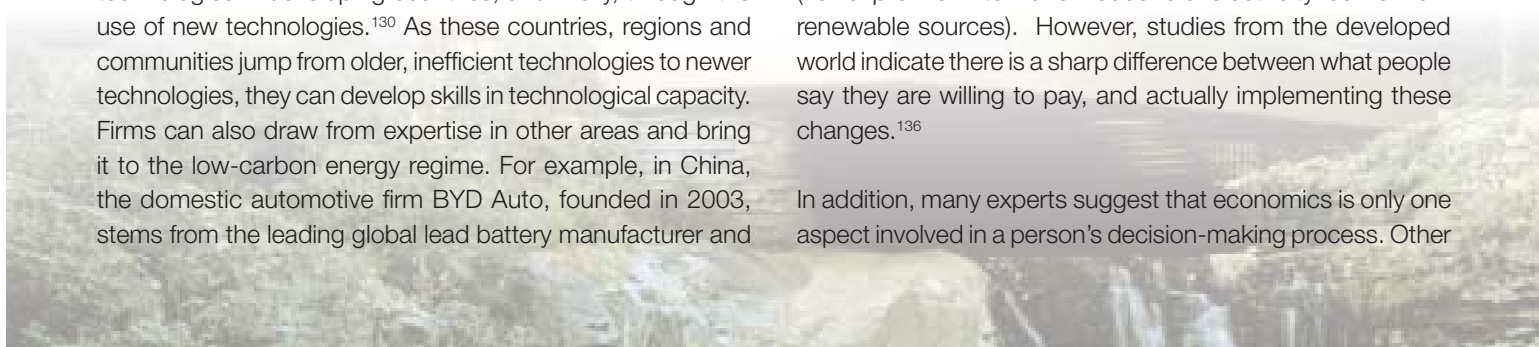 use of new technologies.¹³⁰ As these countries, regions and
communities jump from older, inefficient technologies to newer
technologies, they can develop skills in technological capacity.
Firms can also draw from expertise in other areas and bring
it to the low-carbon energy regime. For example, in China,
the domestic automotive firm BYD Auto, founded in 2003,
stems from the leading global lead battery manufacturer and
renewable sources). However, studies from the developed
world indicate there is a sharp difference between what people
say they are willing to pay, and actually implementing these
changes.¹³⁶
In addition, many experts suggest that economics is only one
aspect involved in a person's decision-making process. Other